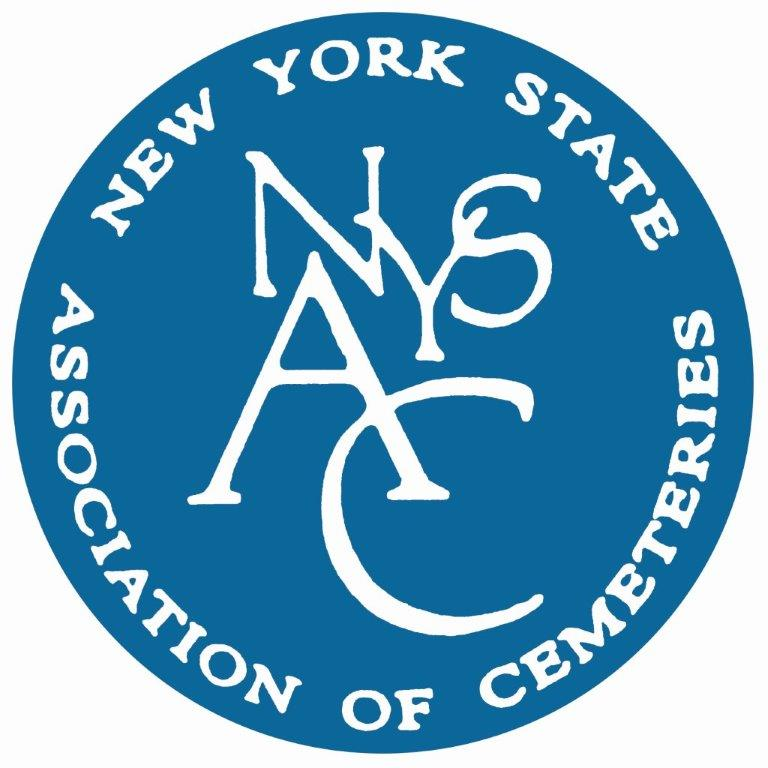 NEW YORK STATE
NYS
AC
ASSOCIATION OF CEMETERIES